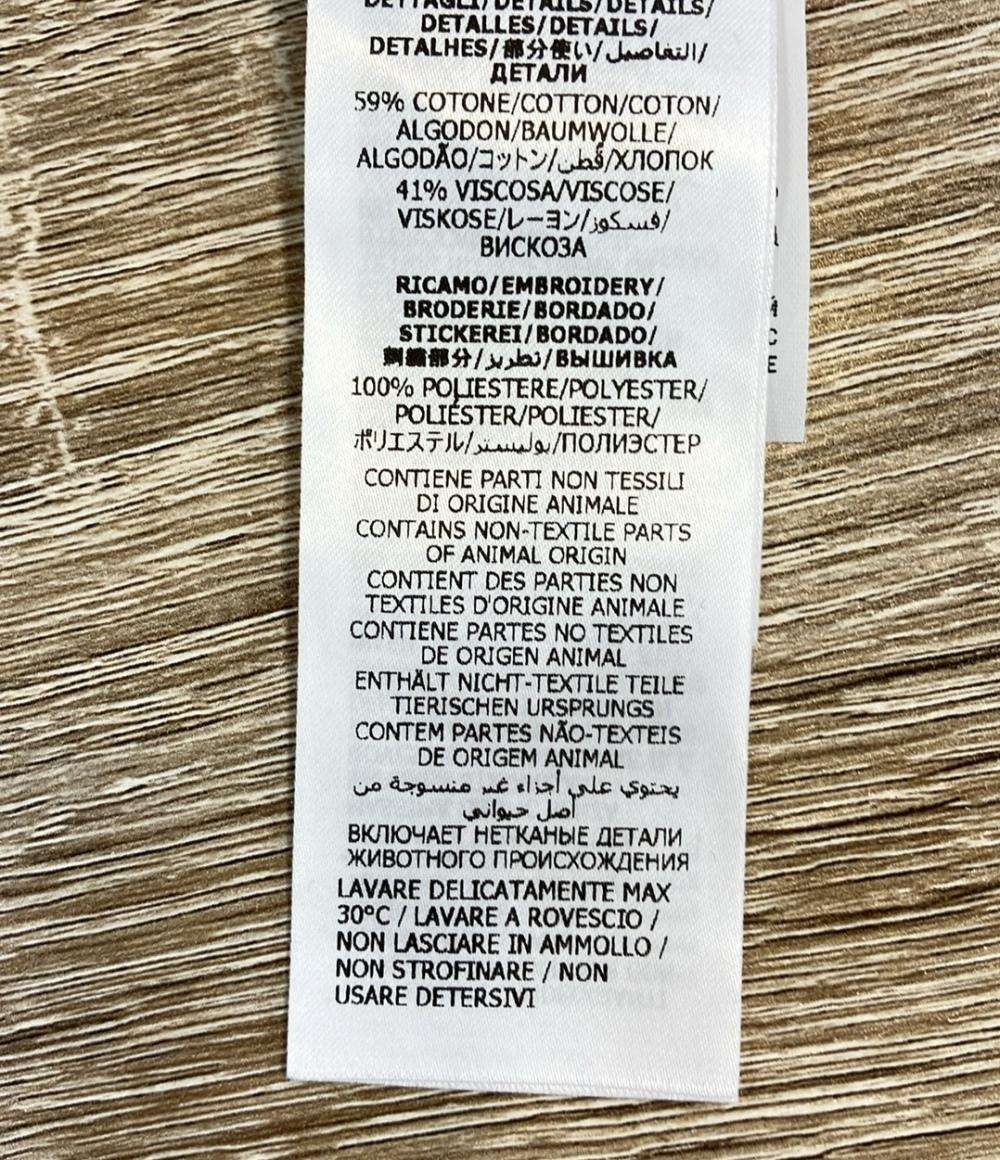 DETTAGLI/DETAILS/DETAILS/
DETALLES/DETAILS/
DETALHES/部分使い/التفاصيل/
ДЕТАЛИ
59% COTONE/COTTON/COTON/
ALGODON/BAUMWOLLE/
ALGODÃO/コットン/قطن/ХЛОПОК
41% VISCOSA/VISCOSE/
VISKOSE/レーヨン/فسكوز/
ВИСКОЗА
RICAMO/EMBROIDERY/
BRODERIE/BORDADO/
STICKEREI/BORDADO/
刺繍部分/تطريز/ВЫШИВКА
100% POLIESTERE/POLYESTER/
POLIÉSTER/POLIESTER/
ポリエステル/بوليستر/ПОЛИЭСТЕР
CONTIENE PARTI NON TESSILI
DI ORIGINE ANIMALE
CONTAINS NON-TEXTILE PARTS
OF ANIMAL ORIGIN
CONTIENT DES PARTIES NON
TEXTILES D'ORIGINE ANIMALE
CONTIENE PARTES NO TEXTILES
DE ORIGEN ANIMAL
ENTHÄLT NICHT-TEXTILE TEILE
TIERISCHEN URSPRUNGS
CONTEM PARTES NÃO-TEXTEIS
DE ORIGEM ANIMAL
يحتوي على أجزاء غير منسوجة من
أصل حيواني
ВКЛЮЧАЕТ НЕТКАНЫЕ ДЕТАЛИ
ЖИВОТНОГО ПРОИСХОЖДЕНИЯ
LAVARE DELICATAMENTE MAX
30°C / LAVARE A ROVESCIO /
NON LASCIARE IN AMMOLLO /
NON STROFINARE / NON
USARE DETERSIVI